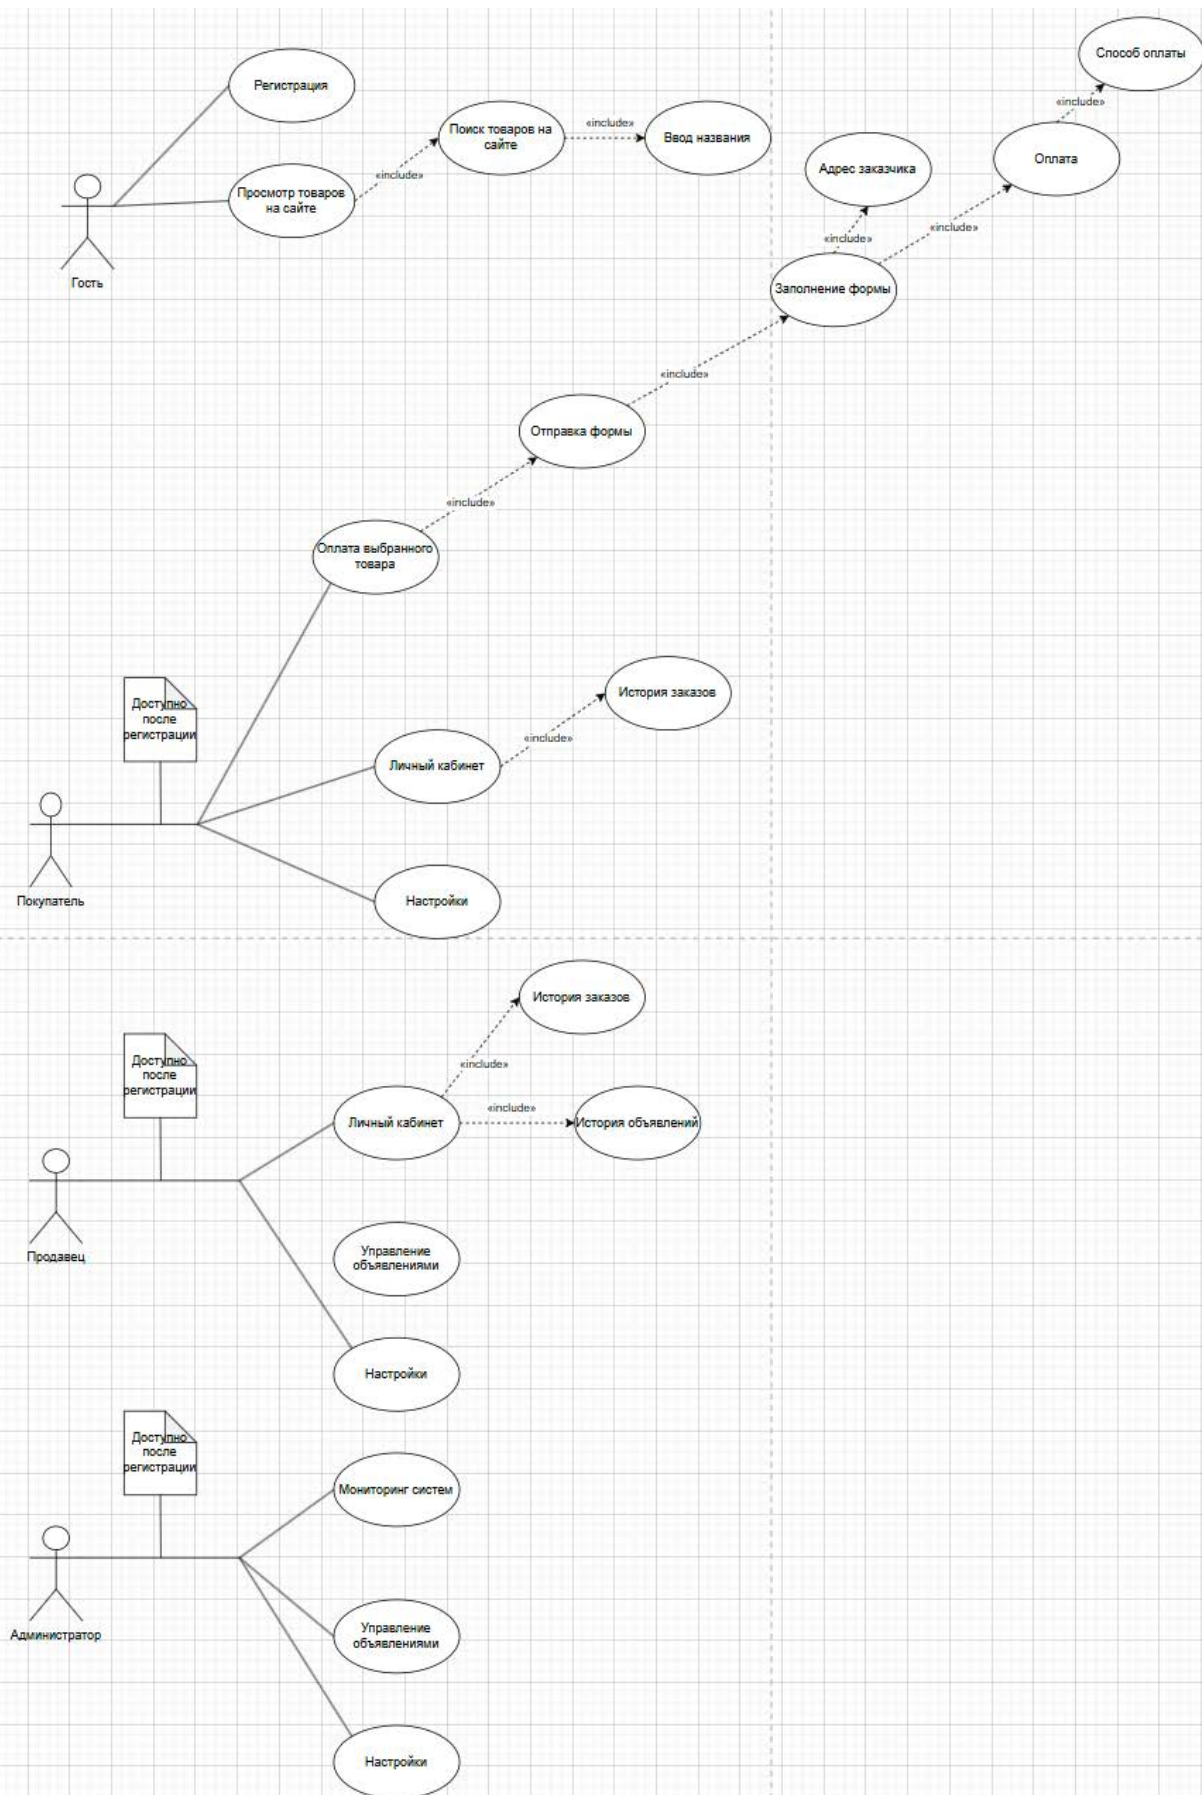 Способ оплаты
«include»
Регистрация
Поиск товаров на
сайте
«include»
Ввод названия
Оплата
Адрес заказчика
«include»
Просмотр товаров
на сайте
«include»
«include»
Гость
Заполнение формы
«include»
Отправка формы
«include»
Оплата выбранного
товара
История заказов
Доступно
после
регистрации
«include»
Личный кабинет
Покупатель
Настройки
История заказов
Доступно
после
регистрации
«include»
Личный кабинет
«include»
История объявлений
Продавец
Управление
объявлениями
Настройки
Доступно
после
регистрации
Мониторинг систем
Администратор
Управление
объявлениями
Настройки